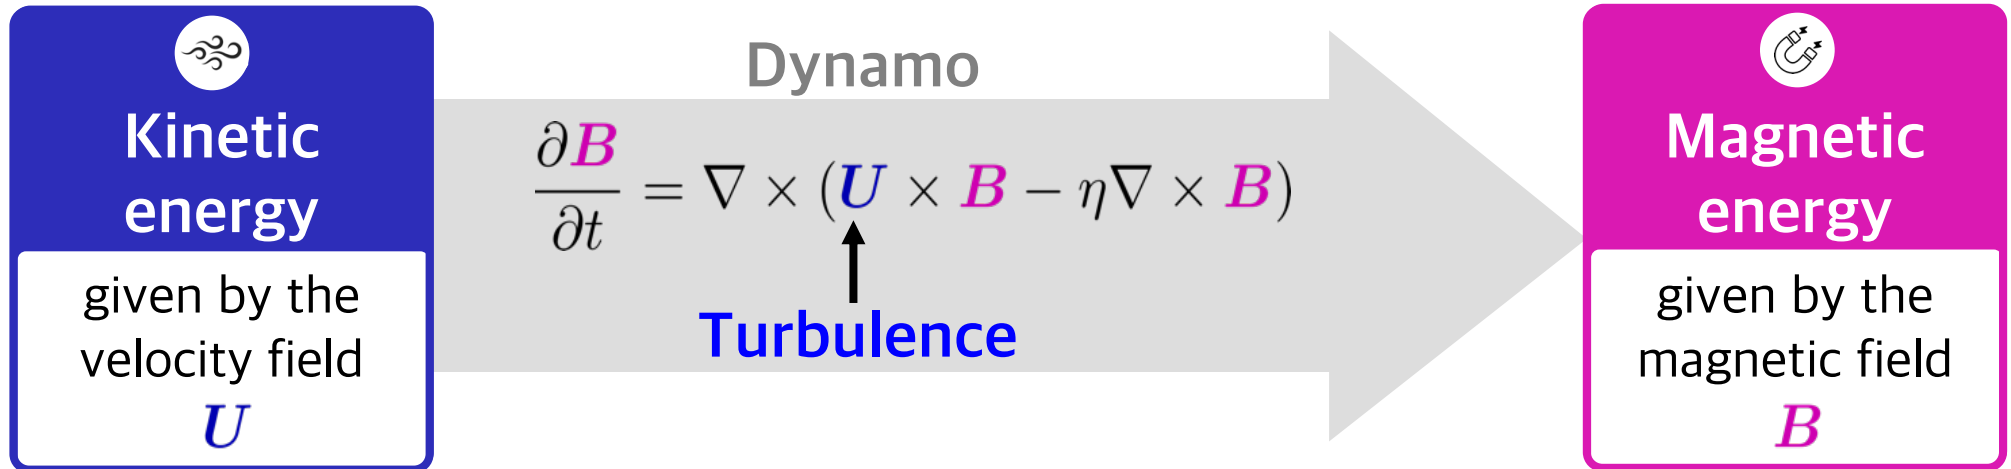 Kinetic
energy
given by the
velocity field
U
Dynamo
∂B/∂t = ∇ × (U × B − η∇ × B)
Turbulence
Magnetic
energy
given by the
magnetic field
B